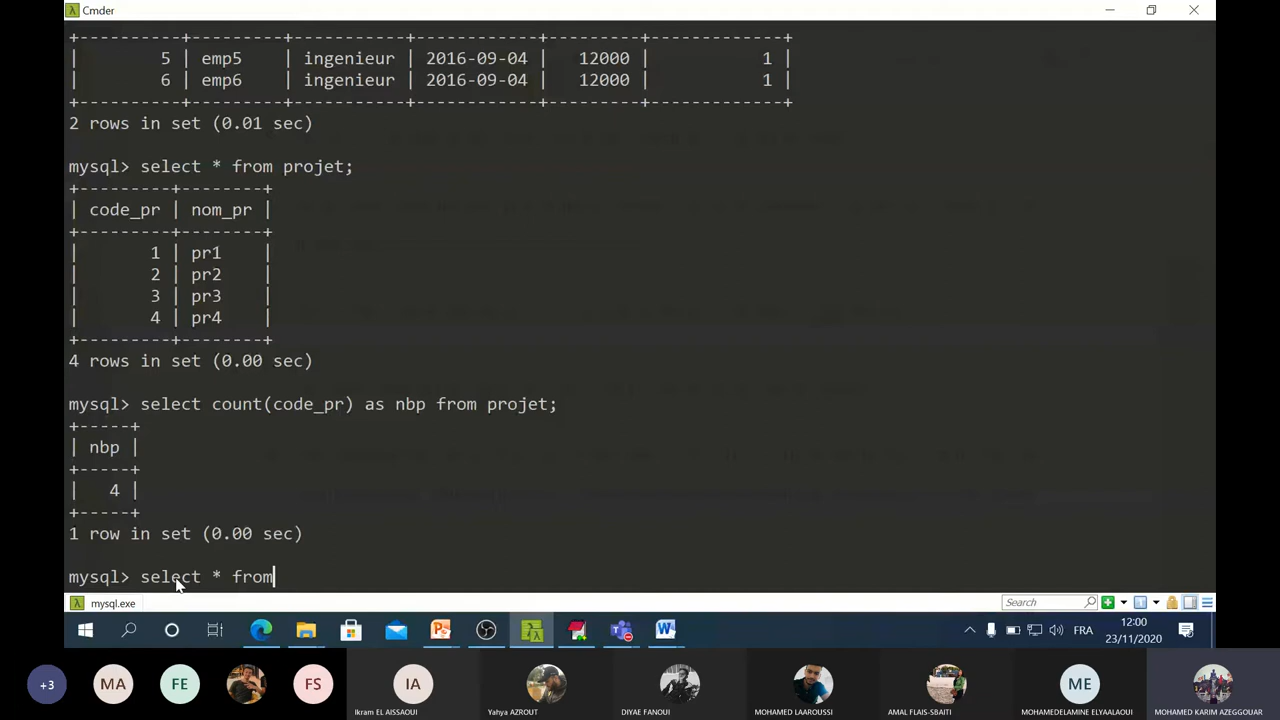 Cmder
+----------+---------+-----------+------------+---------+-------------+
|        5 | emp5    | ingenieur | 2016-09-04 |   12000 |           1 |
|        6 | emp6    | ingenieur | 2016-09-04 |   12000 |           1 |
+----------+---------+-----------+------------+---------+-------------+
2 rows in set (0.01 sec)
mysql> select * from projet;
+---------+--------+
| code_pr | nom_pr |
+---------+--------+
|       1 | pr1    |
|       2 | pr2    |
|       3 | pr3    |
|       4 | pr4    |
+---------+--------+
4 rows in set (0.00 sec)
mysql> select count(code_pr) as nbp from projet;
+-----+
| nbp |
+-----+
|   4 |
+-----+
1 row in set (0.00 sec)
mysql> select * from
mysql.exe
Search
12:00
FRA
23/11/2020
+3 MA FE FS IA ME
Ikram EL AISSAOUI Yahya AZROUT DIYAE FANOUI MOHAMED LAAROUSSI AMAL FLAIS-SBAITI MOHAMEDELAMINE ELYAALAOUI MOHAMED KARIM AZEGGOUAR